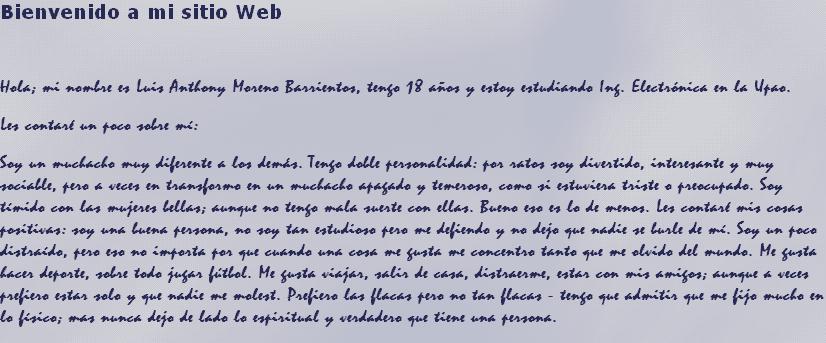 Bienvenido a mi sitio Web
Hola; mi nombre es Luis Anthony Moreno Barrientos, tengo 18 años y estoy estudiando Ing. Electrónica en la Upao.
Les contaré un poco sobre mí:
Soy un muchacho muy diferente a los demás. Tengo doble personalidad: por ratos soy divertido, interesante y muy
sociable, pero a veces en transformo en un muchacho apagado y temeroso, como si estuviera triste o preocupado. Soy
tímido con las mujeres bellas; aunque no tengo mala suerte con ellas. Bueno eso es lo de menos. Les contaré mis cosas
positivas: soy una buena persona, no soy tan estudioso pero me defiendo y no dejo que nadie se burle de mí. Soy un poco
distraído, pero eso no importa por que cuando una cosa me gusta me concentro tanto que me olvido del mundo. Me gusta
hacer deporte, sobre todo jugar fútbol. Me gusta viajar, salir de casa, distraerme, estar con mis amigos; aunque a veces
prefiero estar solo y que nadie me molest. Prefiero las flacas pero no tan flacas - tengo que admitir que me fijo mucho en
lo físico; mas nunca dejo de lado lo espiritual y verdadero que tiene una persona.